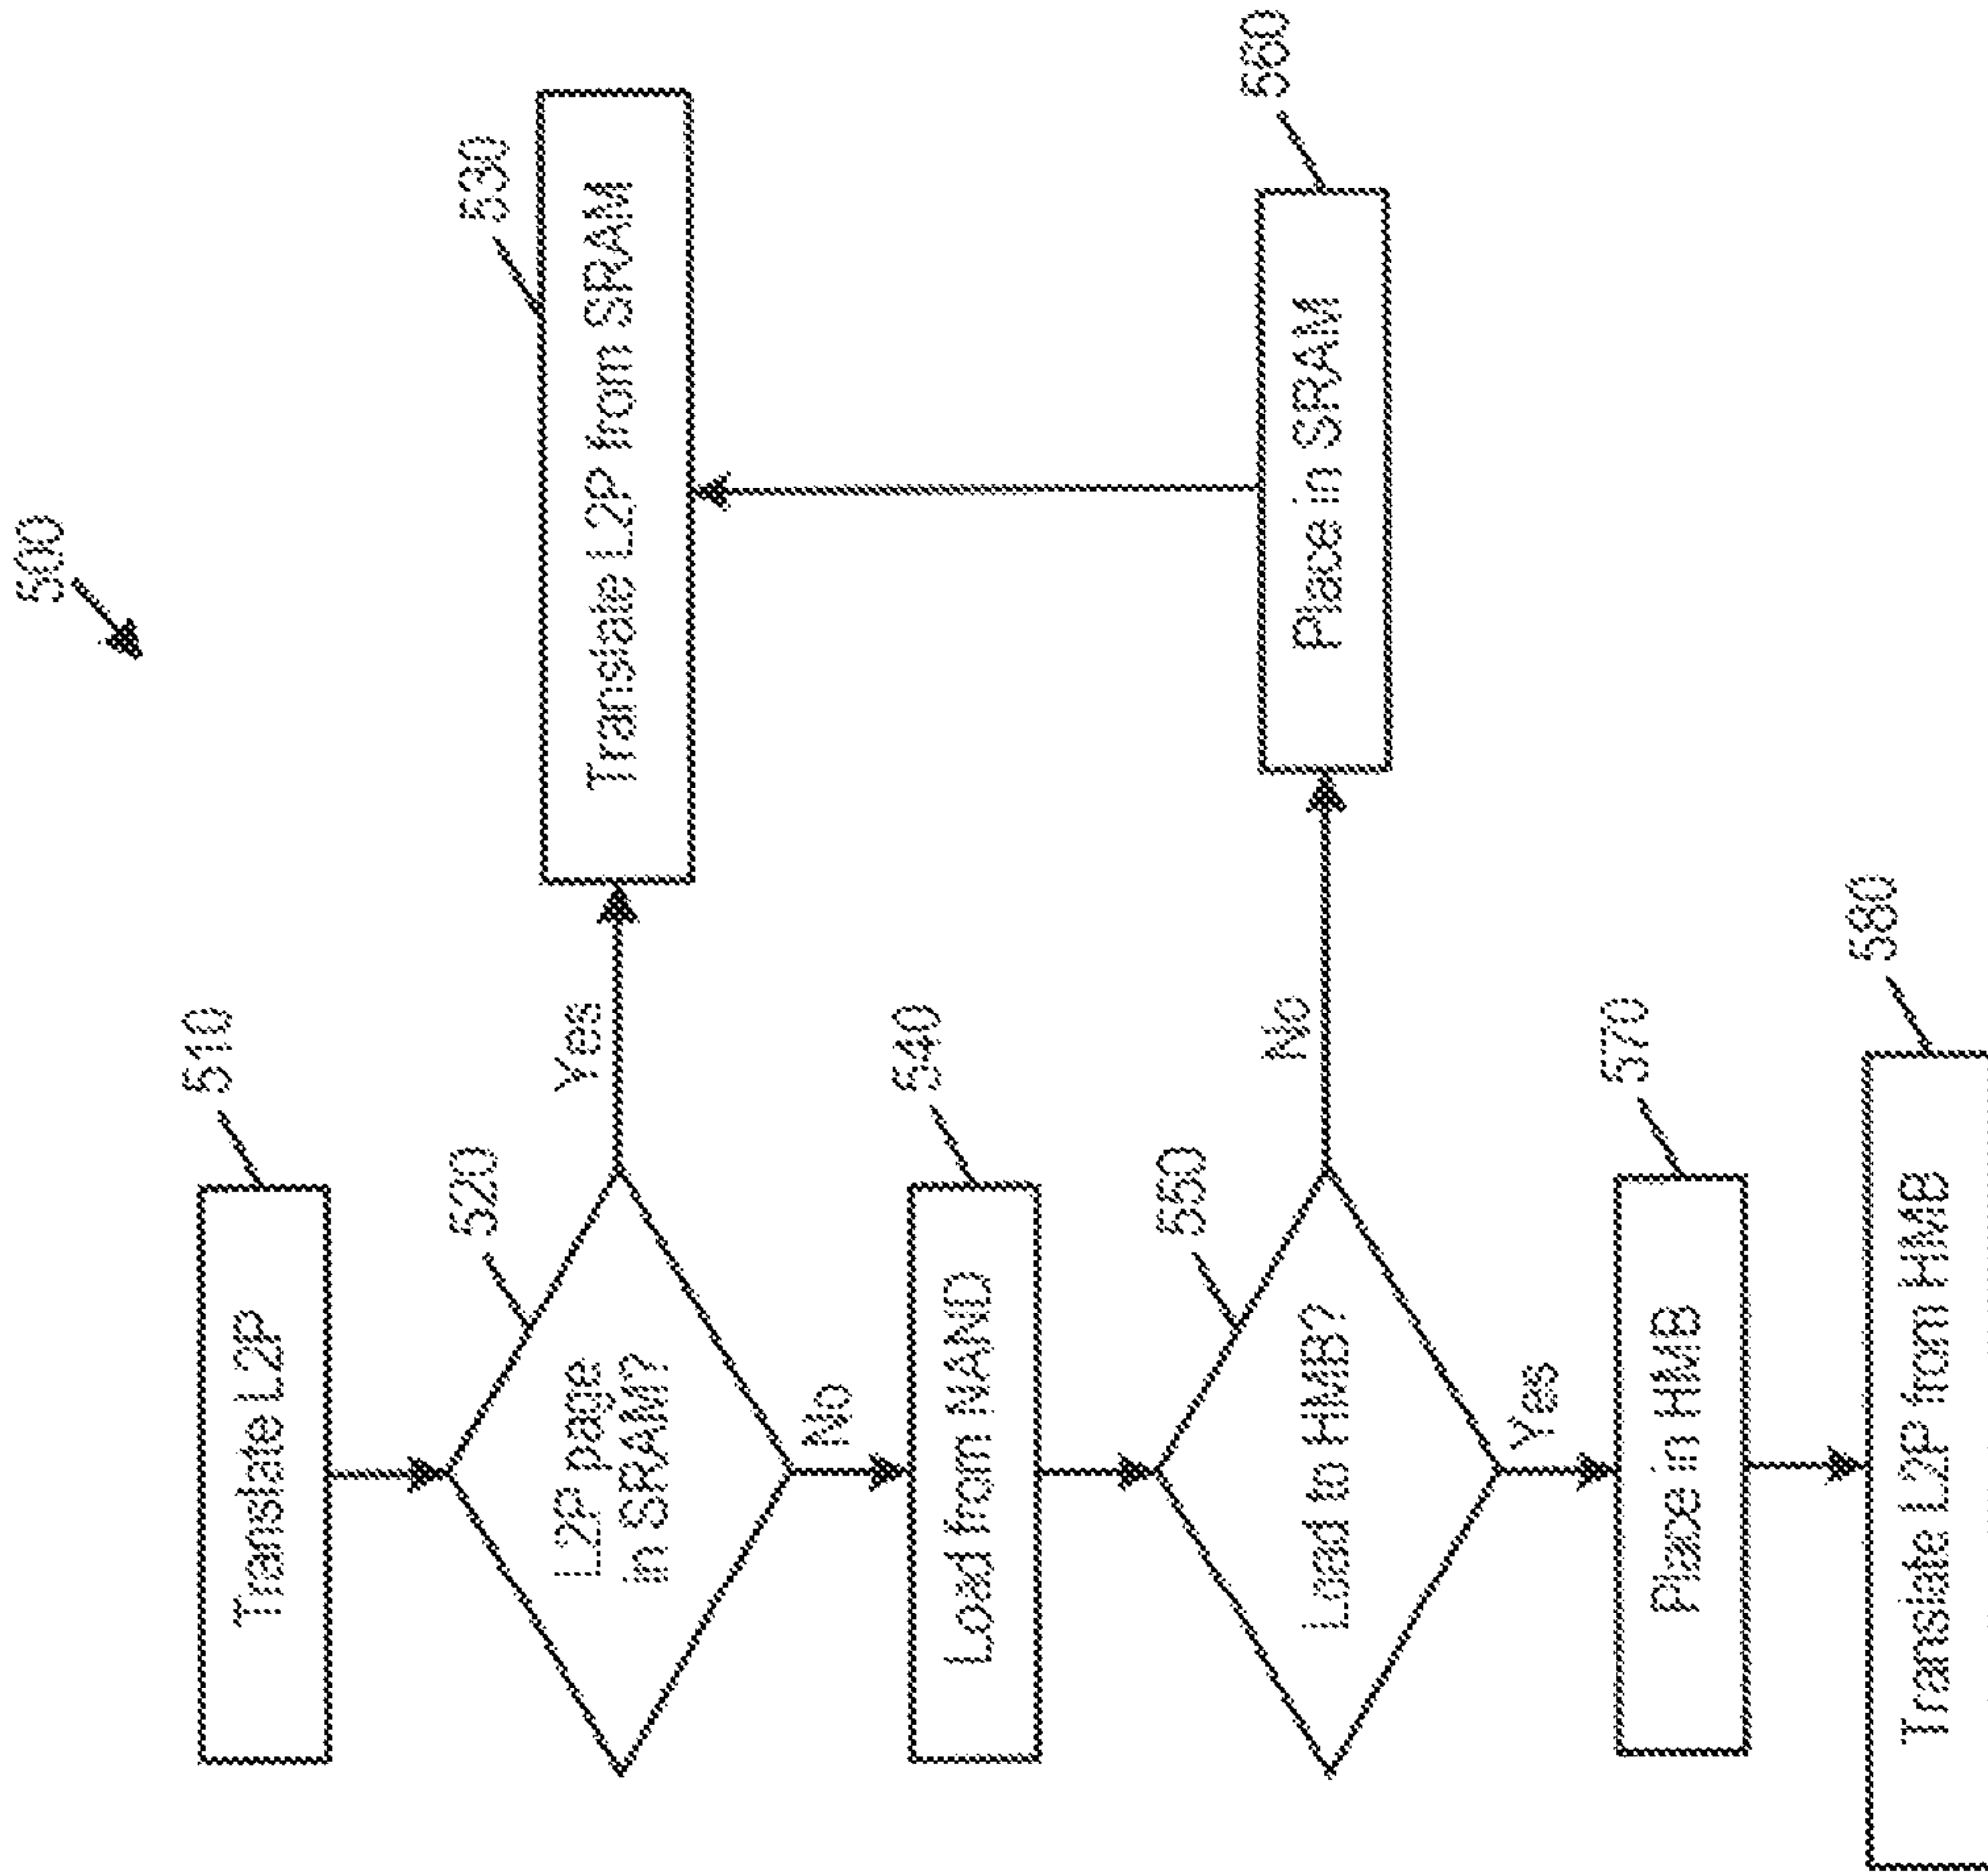 500
510
Translate L2P
520
L2P page
in SRAM?
Yes
530
Translate L2P from SRAM
No
540
Load from NAND
550
Load to HMB?
No
560
Place in SRAM
Yes
570
Place in HMB
580
Translate L2P from HMB